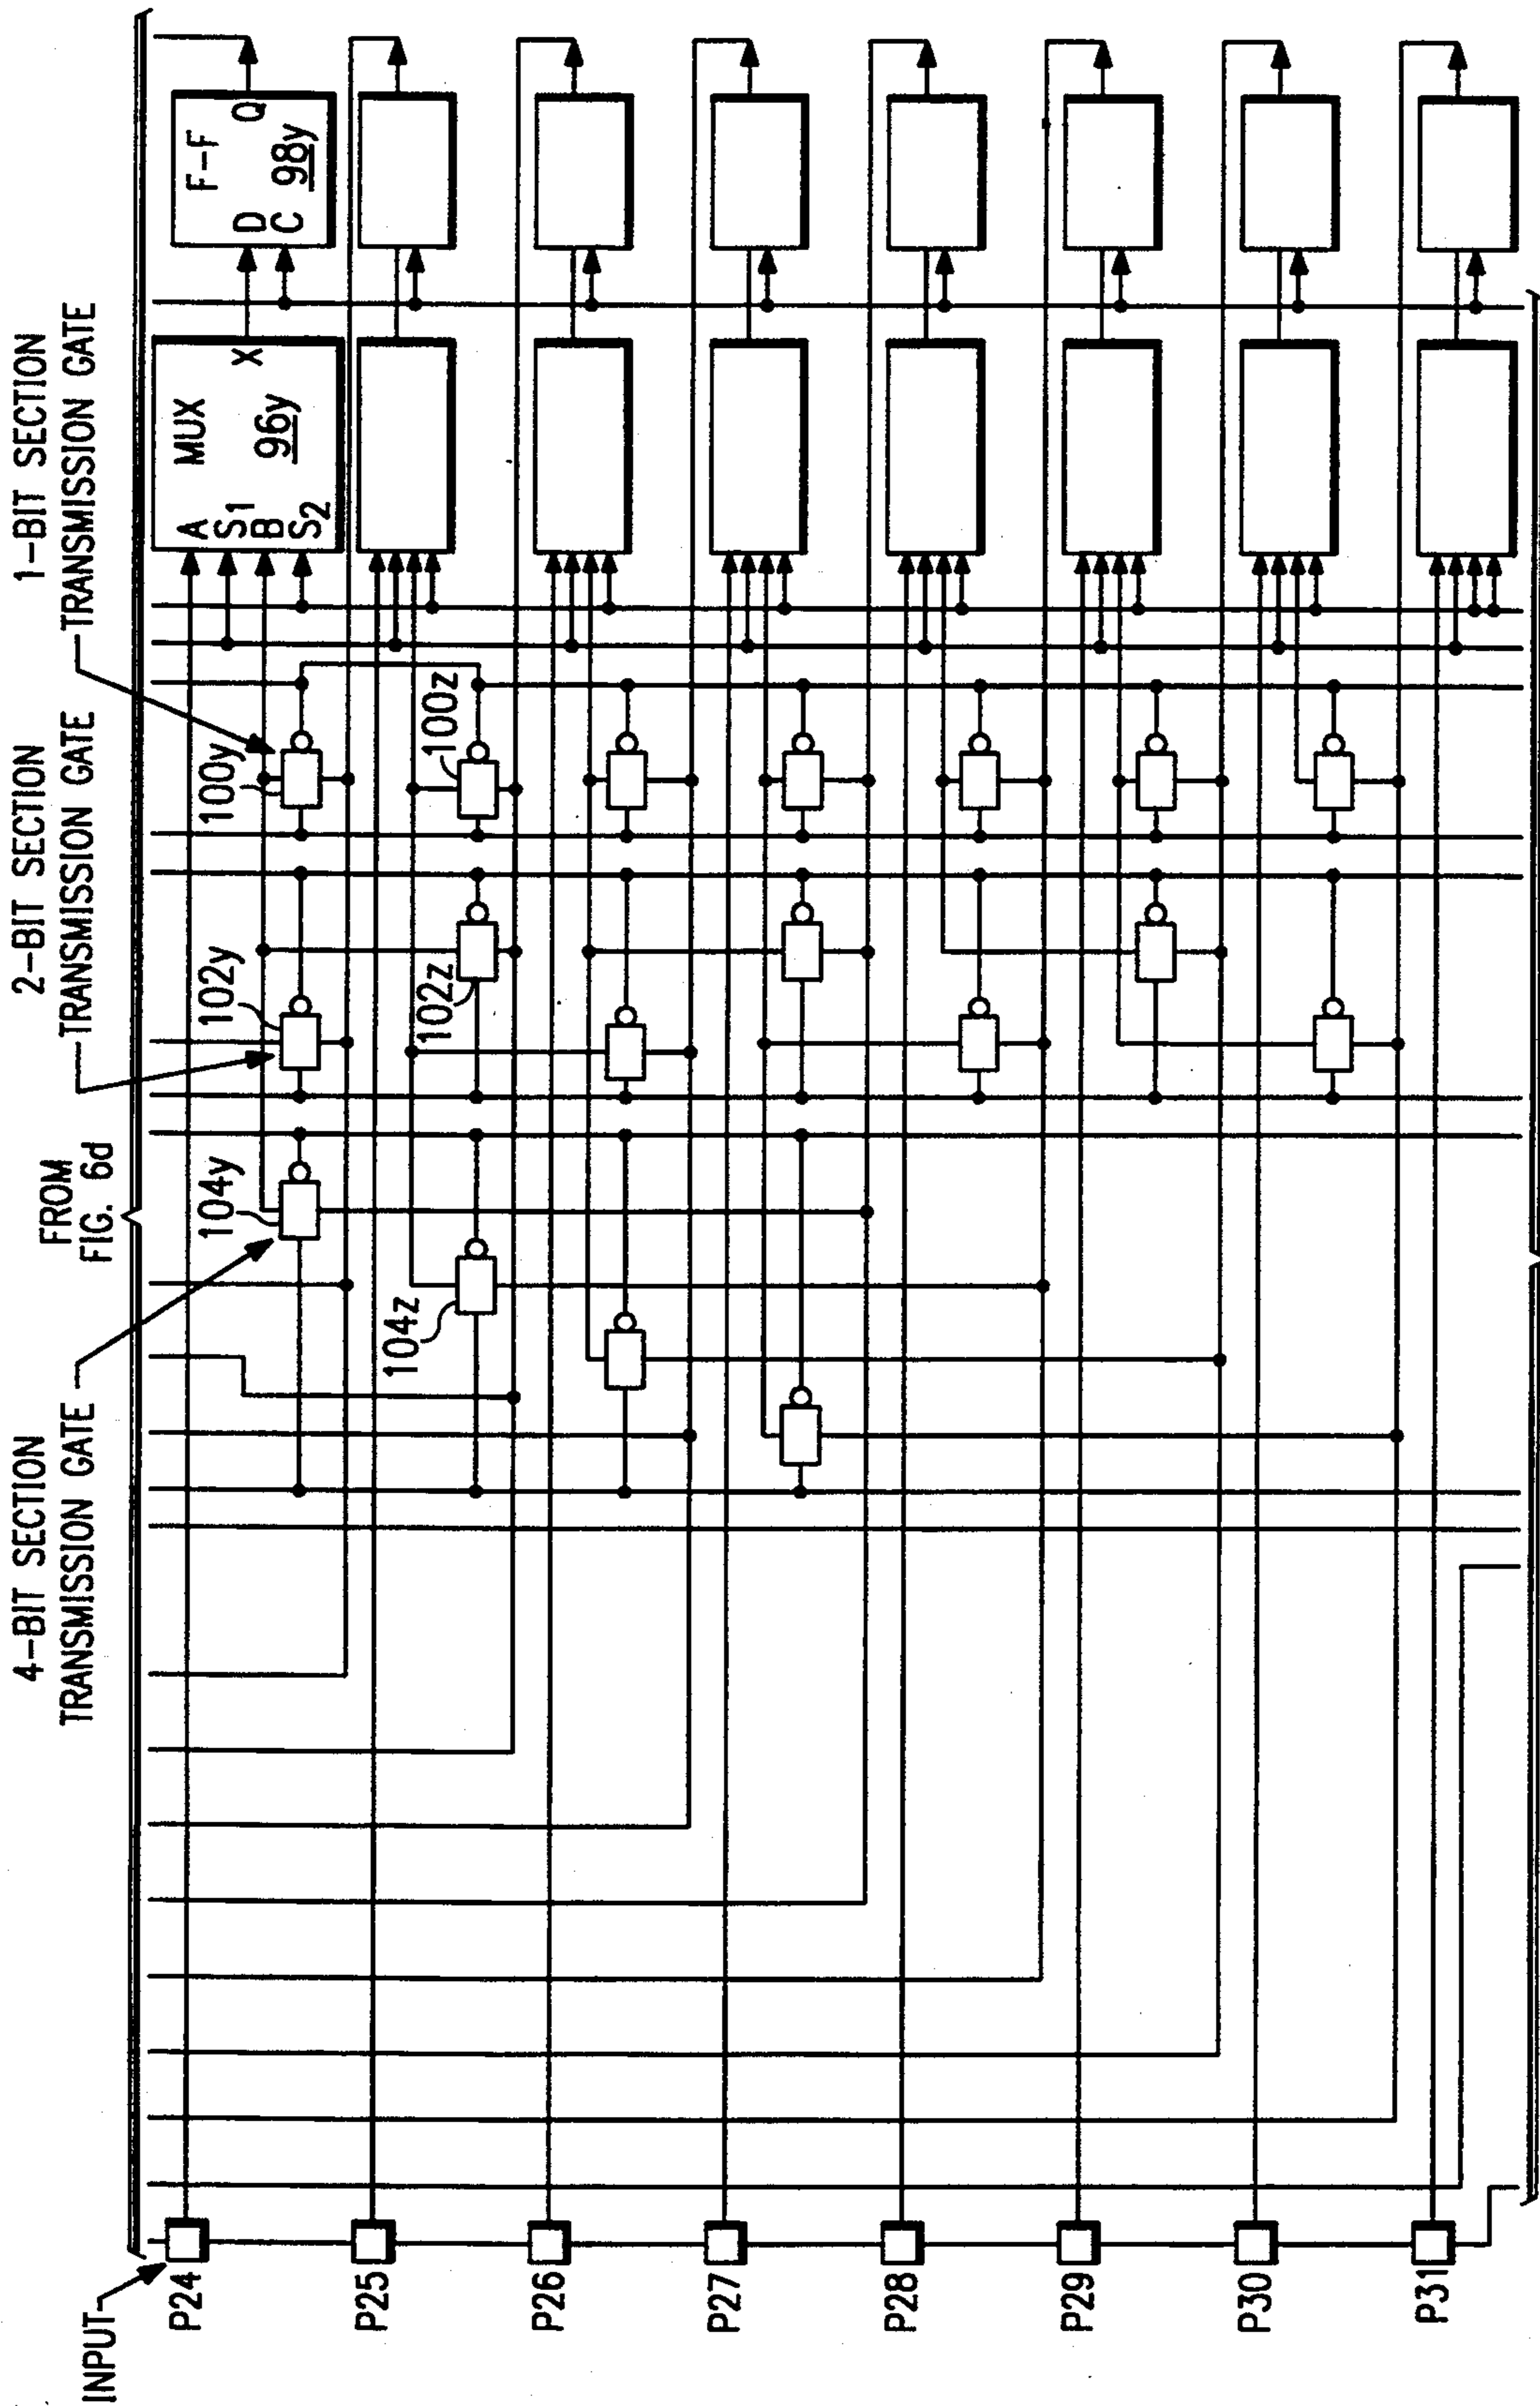 4-BIT SECTION
TRANSMISSION GATE
FROM
FIG. 6d
2-BIT SECTION
TRANSMISSION GATE
1-BIT SECTION
TRANSMISSION GATE
INPUT
P24
104y
102y
100y
A
S1
B
S2
MUX
96y
X
D
C
F-F
98y
Q
P25
104z
102z
100z
P26
P27
P28
P29
P30
P31